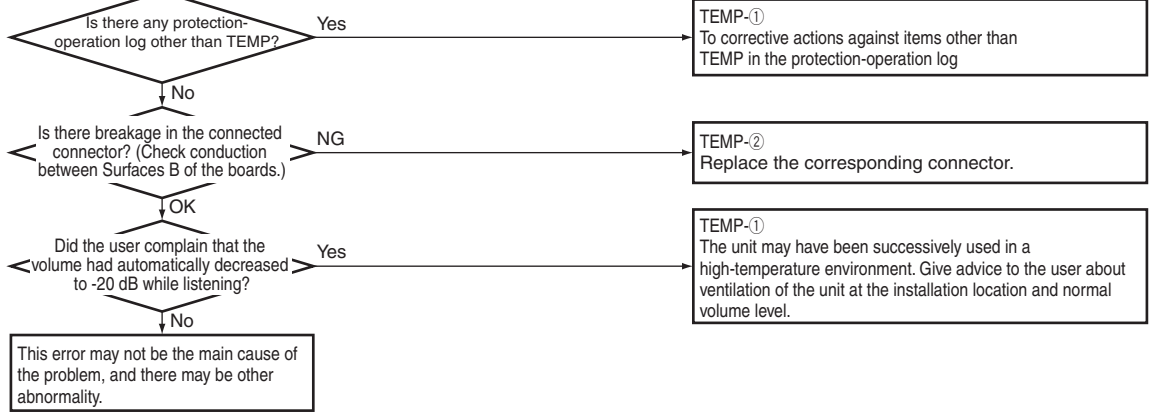 Is there any protection-
operation log other than TEMP?
Yes
TEMP-①
To corrective actions against items other than
TEMP in the protection-operation log
No
Is there breakage in the connected
connector? (Check conduction
between Surfaces B of the boards.)
NG
TEMP-②
Replace the corresponding connector.
OK
Did the user complain that the
volume had automatically decreased
to -20 dB while listening?
Yes
TEMP-①
The unit may have been successively used in a
high-temperature environment. Give advice to the user about
ventilation of the unit at the installation location and normal
volume level.
No
This error may not be the main cause of
the problem, and there may be other
abnormality.